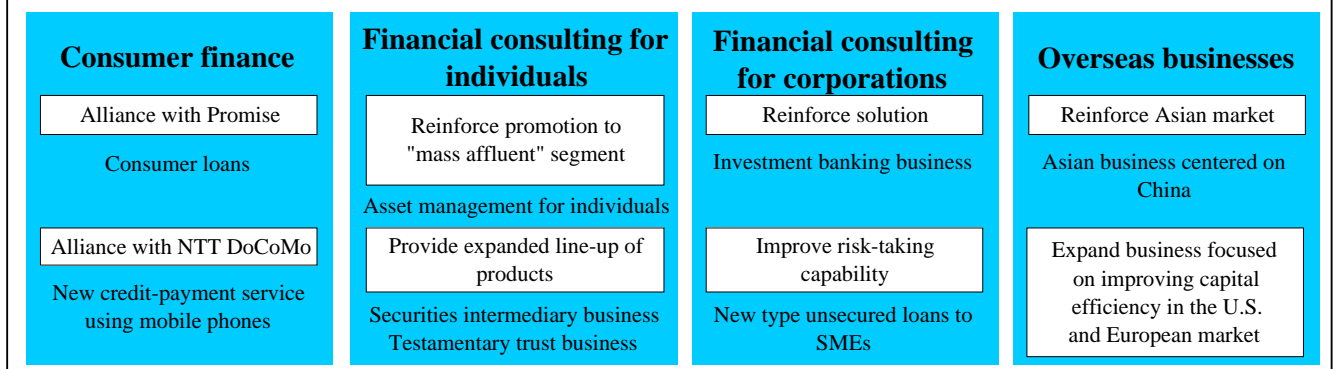 Consumer finance
Alliance with Promise
Consumer loans
Alliance with NTT DoCoMo
New credit-payment service
using mobile phones
Financial consulting for
individuals
Reinforce promotion to
"mass affluent" segment
Asset management for individuals
Provide expanded line-up of
products
Securities intermediary business
Testamentary trust business
Financial consulting
for corporations
Reinforce solution
Investment banking business
Improve risk-taking
capability
New type unsecured loans to
SMEs
Overseas businesses
Reinforce Asian market
Asian business centered on
China
Expand business focused
on improving capital
efficiency in the U.S.
and European market